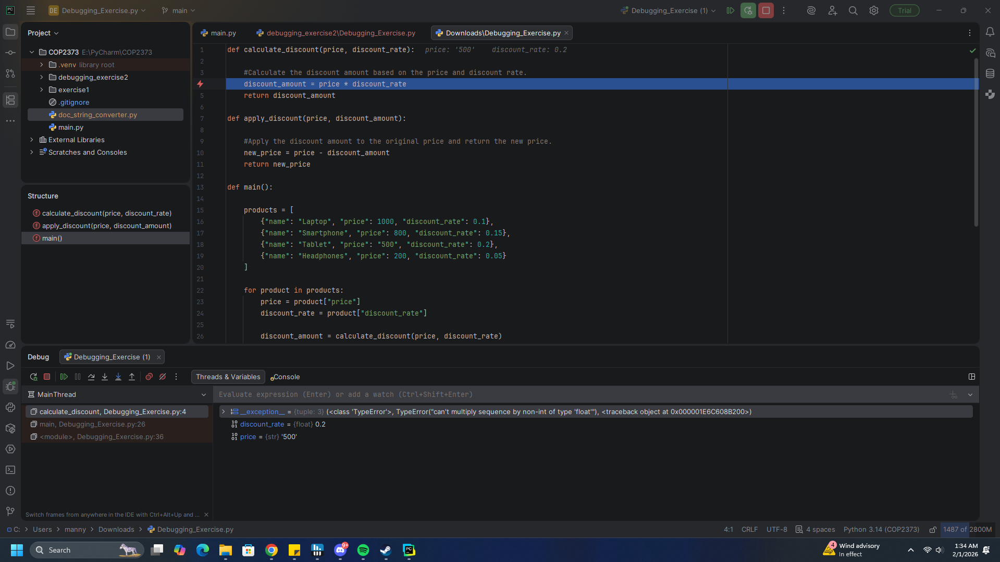 PC
DE Debugging_Exercise.py
main
Debugging_Exercise (1)
Trial
Project
COP2373 E:\PyCharm\COP2373
.venv library root
debugging_exercise2
exercise1
.gitignore
doc_string_converter.py
main.py
External Libraries
Scratches and Consoles
Structure
calculate_discount(price, discount_rate)
apply_discount(price, discount_amount)
main()
main.py
debugging_exercise2\Debugging_Exercise.py
Downloads\Debugging_Exercise.py
1 def calculate_discount(price, discount_rate): price: '500' discount_rate: 0.2
2
3 #Calculate the discount amount based on the price and discount rate.
discount_amount = price * discount_rate
5 return discount_amount
6
7 def apply_discount(price, discount_amount):
8
9 #Apply the discount amount to the original price and return the new price.
10 new_price = price - discount_amount
11 return new_price
12
13 def main():
14
15 products = [
16 {"name": "Laptop", "price": 1000, "discount_rate": 0.1},
17 {"name": "Smartphone", "price": 800, "discount_rate": 0.15},
18 {"name": "Tablet", "price": "500", "discount_rate": 0.2},
19 {"name": "Headphones", "price": 200, "discount_rate": 0.05}
20 ]
21
22 for product in products:
23 price = product["price"]
24 discount_rate = product["discount_rate"]
25
26 discount_amount = calculate_discount(price, discount_rate)
Debug
Debugging_Exercise (1)
Threads & Variables
Console
MainThread
Evaluate expression (Enter) or add a watch (Ctrl+Shift+Enter)
calculate_discount, Debugging_Exercise.py:4
main, Debugging_Exercise.py:26
<module>, Debugging_Exercise.py:36
__exception__ = {tuple: 3} (<class 'TypeError'>, TypeError("can't multiply sequence by non-int of type 'float'"), <traceback object at 0x000001E6C608B200>)
discount_rate = {float} 0.2
price = {str} '500'
Switch frames from anywhere in the IDE with Ctrl+Alt+Up and ...
C: > Users > manny > Downloads > Debugging_Exercise.py
4:1 CRLF UTF-8 4 spaces Python 3.14 (COP2373) 1487 of 2800M
Search
9+
PC
4
Wind advisory
In effect
1:34 AM
2/1/2026